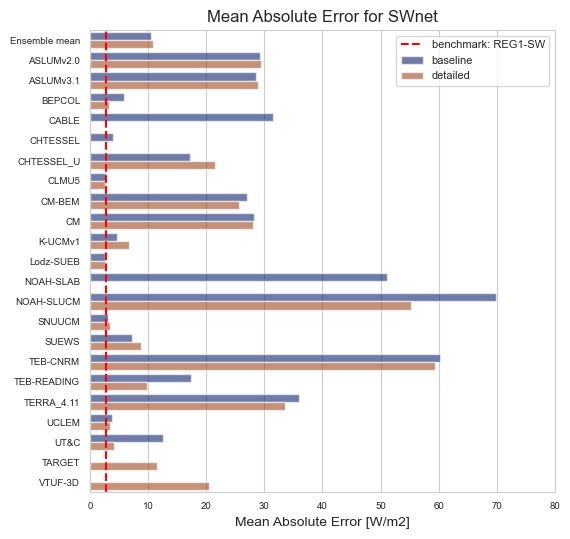 Mean Absolute Error for SWnet
benchmark: REG1-SW
baseline
detailed
Ensemble mean
ASLUMv2.0
ASLUMv3.1
BEPCOL
CABLE
CHTESSEL
CHTESSEL_U
CLMU5
CM-BEM
CM
K-UCMv1
Lodz-SUEB
NOAH-SLAB
NOAH-SLUCM
SNUUCM
SUEWS
TEB-CNRM
TEB-READING
TERRA_4.11
UCLEM
UT&C
TARGET
VTUF-3D
0 10 20 30 40 50 60 70 80
Mean Absolute Error [W/m2]